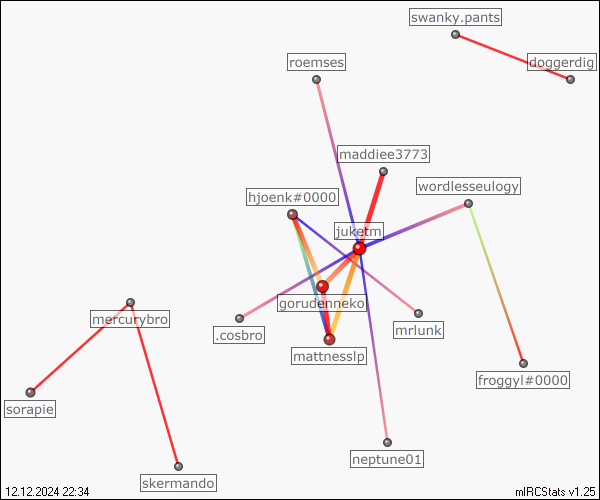 swanky.pants
doggerdig
roemses
maddiee3773
wordlesseulogy
hjoenk#0000
juketm
gorudenneko
mercurybro
.cosbro
mrlunk
mattnesslp
froggyl#0000
sorapie
neptune01
skermando
12.12.2024 22:34
mIRCStats v1.25